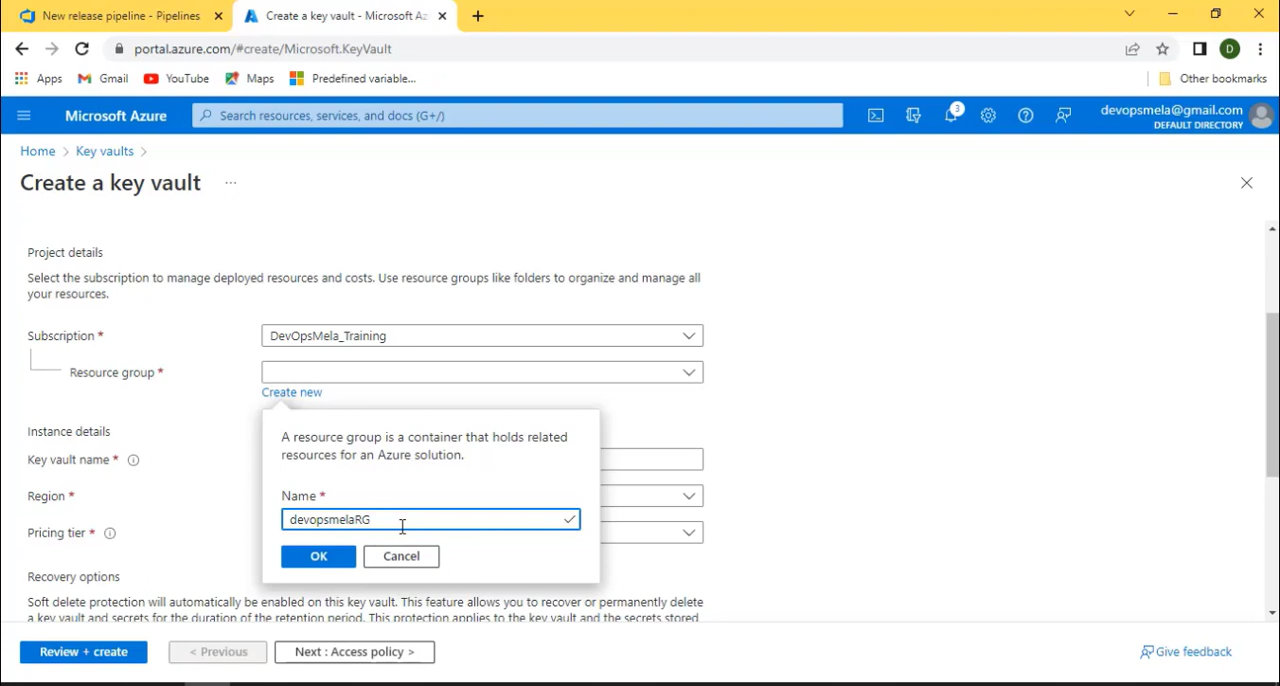 New release pipeline - Pipelines
Create a key vault - Microsoft Az
portal.azure.com/#create/Microsoft.KeyVault
D
Apps
Gmail
YouTube
Maps
Predefined variable...
Other bookmarks
Microsoft Azure
Search resources, services, and docs (G+/)
3
devopsmela@gmail.com
DEFAULT DIRECTORY
Home > Key vaults >
Create a key vault ...
Project details
Select the subscription to manage deployed resources and costs. Use resource groups like folders to organize and manage all
your resources.
Subscription *
DevOpsMela_Training
Resource group *
Create new
A resource group is a container that holds related
resources for an Azure solution.
Name *
devopsmelaRG
OK
Cancel
Instance details
Key vault name *
Region *
Pricing tier *
Recovery options
Soft delete protection will automatically be enabled on this key vault. This feature allows you to recover or permanently delete
a key vault and secrets for the duration of the retention period. This protection applies to the key vault and the secrets stored
Review + create
< Previous
Next : Access policy >
Give feedback